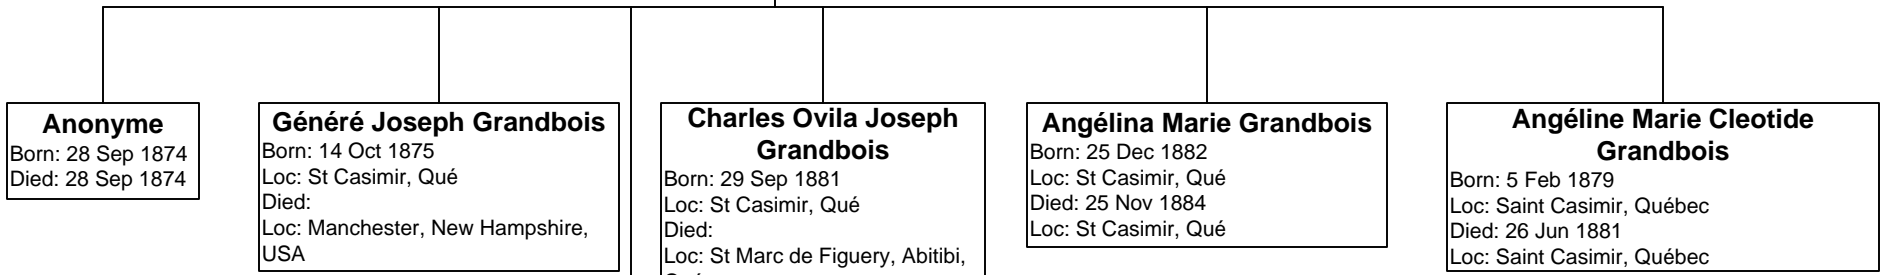 Anonyme
Born: 28 Sep 1874
Died: 28 Sep 1874
Généré Joseph Grandbois
Born: 14 Oct 1875
Loc: St Casimir, Qué
Died:
Loc: Manchester, New Hampshire,
USA
Charles Ovila Joseph
Grandbois
Born: 29 Sep 1881
Loc: St Casimir, Qué
Died:
Loc: St Marc de Figuery, Abitibi,
Angélina Marie Grandbois
Born: 25 Dec 1882
Loc: St Casimir, Qué
Died: 25 Nov 1884
Loc: St Casimir, Qué
Angéline Marie Cleotide
Grandbois
Born: 5 Feb 1879
Loc: Saint Casimir, Québec
Died: 26 Jun 1881
Loc: Saint Casimir, Québec